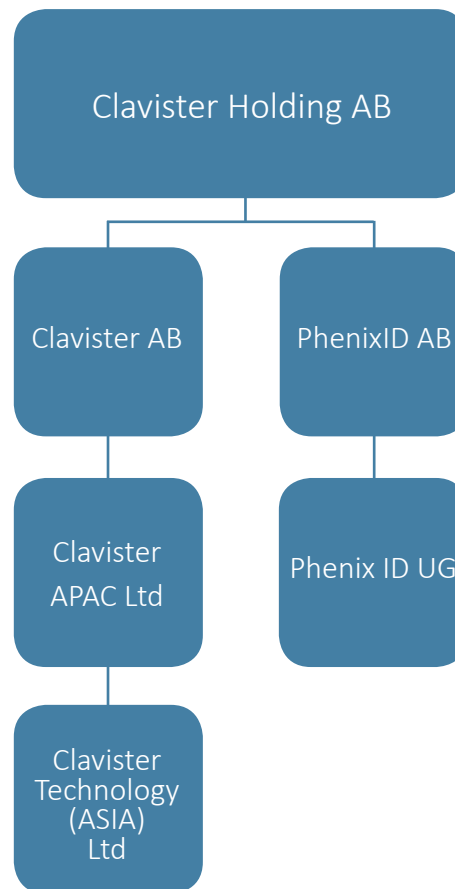 Clavister Holding AB
Clavister AB
PhenixID AB
Clavister
APAC Ltd
Phenix ID UG
Clavister
Technology
(ASIA)
Ltd